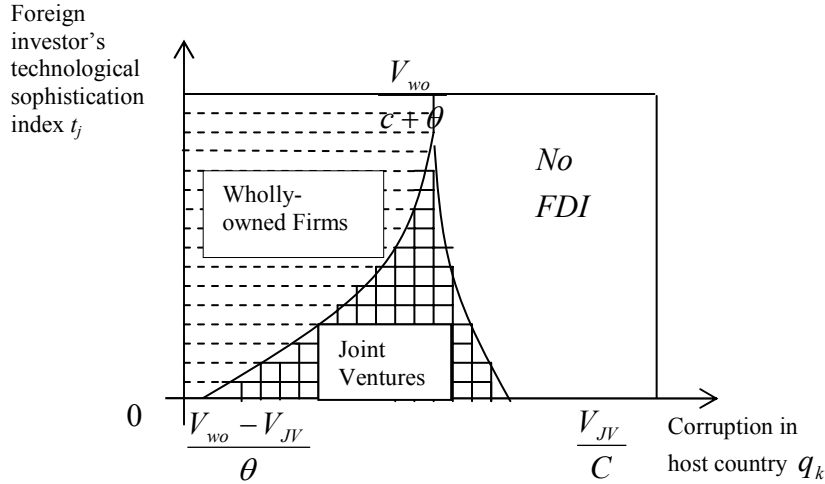 Foreign
investor's
technological
sophistication
index t_j
V_wo
c + θ
No
FDI
Wholly-
owned Firms
Joint
Ventures
0
V_wo − V_JV
θ
V_JV
C
Corruption in
host country q_k